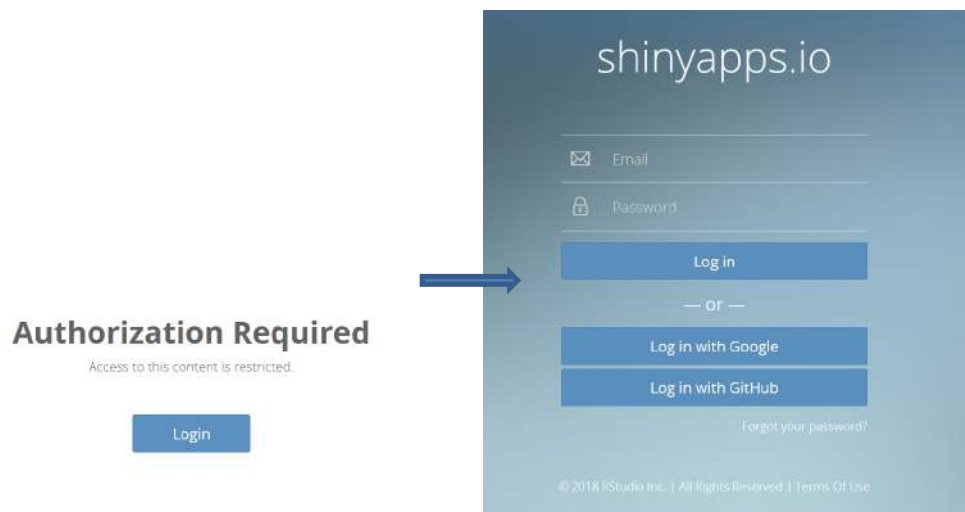 Authorization Required
Access to this content is restricted.
Login
shinyapps.io
Email
Password
Log in
— or —
Log in with Google
Log in with GitHub
Forgot your password?
© 2018 RStudio Inc. | All Rights Reserved | Terms Of Use